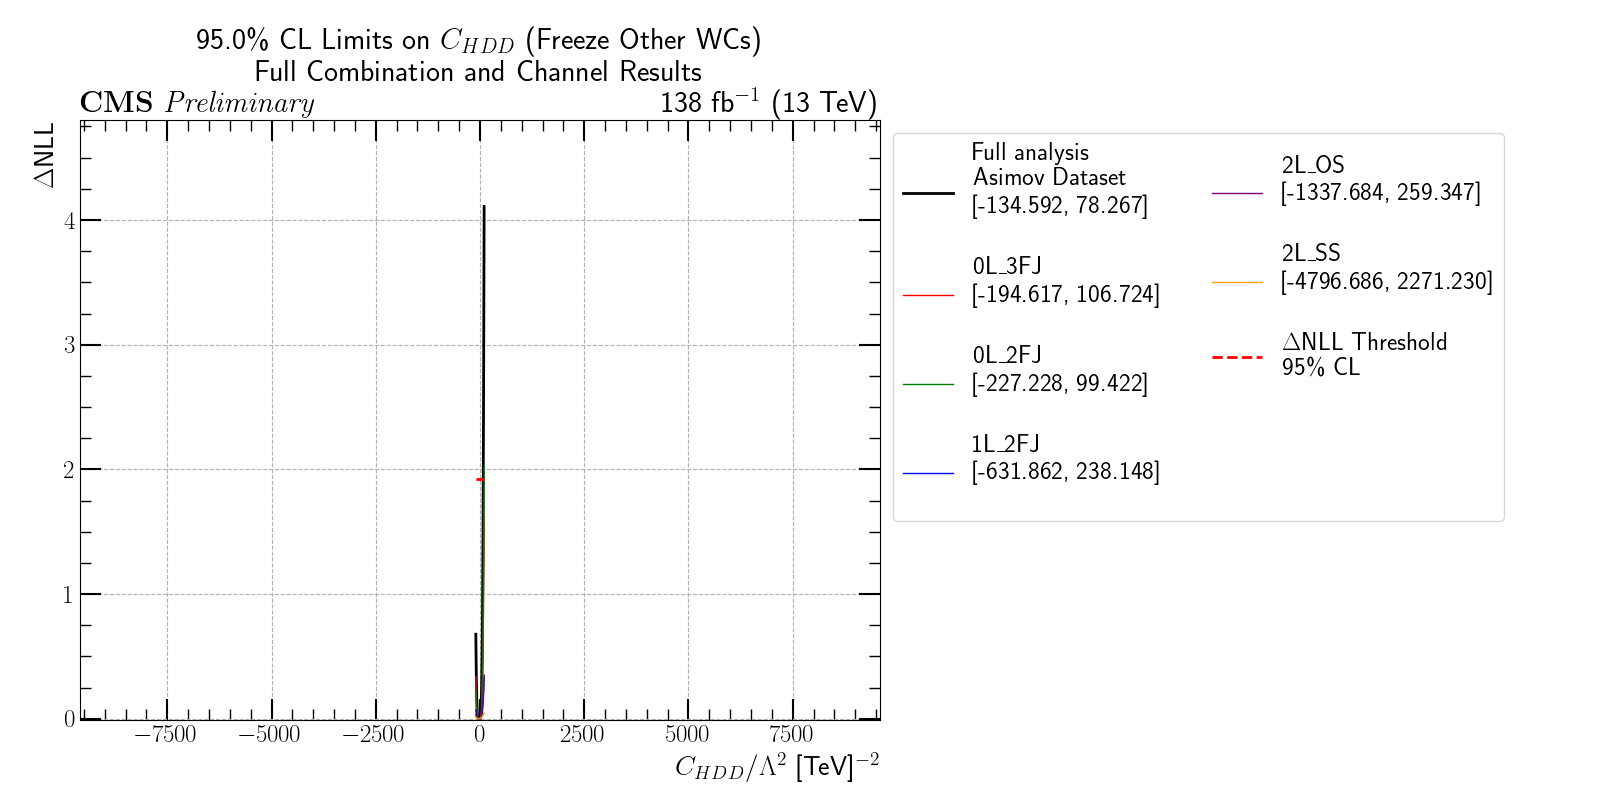 95.0% CL Limits on C_{HDD} (Freeze Other WCs)
Full Combination and Channel Results
CMS Preliminary
138 fb^{-1} (13 TeV)
ΔNLL
4
3
2
1
0
−7500
−5000
−2500
0
2500
5000
7500
C_{HDD}/Λ^{2} [TeV]^{−2}
Full analysis
Asimov Dataset
[-134.592, 78.267]
0L_3FJ
[-194.617, 106.724]
0L_2FJ
[-227.228, 99.422]
1L_2FJ
[-631.862, 238.148]
2L_OS
[-1337.684, 259.347]
2L_SS
[-4796.686, 2271.230]
ΔNLL Threshold
95% CL